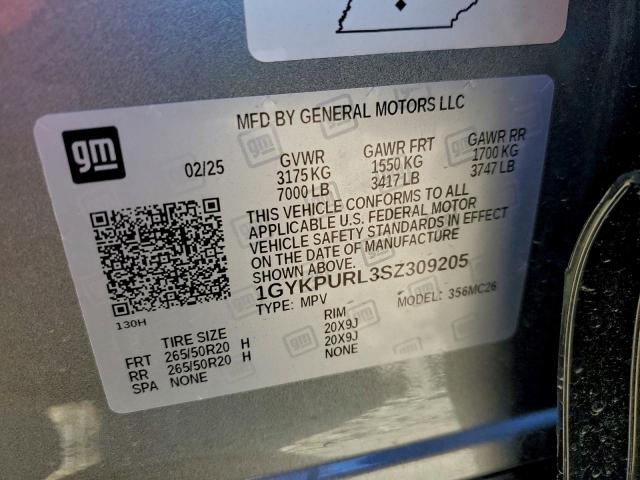 MFD BY GENERAL MOTORS LLC
gm
02/25
GVWR GAWR FRT GAWR RR
3175 KG 1550 KG 1700 KG
7000 LB 3417 LB 3747 LB
THIS VEHICLE CONFORMS TO ALL
APPLICABLE U.S. FEDERAL MOTOR
VEHICLE SAFETY STANDARDS IN EFFECT
ON THE DATE OF MANUFACTURE
SHOWN ABOVE.
1GYKPURL3SZ309205
TYPE: MPV MODEL: 356MC26
130H
TIRE SIZE RIM
FRT 265/50R20 H 20X9J
RR 265/50R20 H 20X9J
SPA NONE NONE